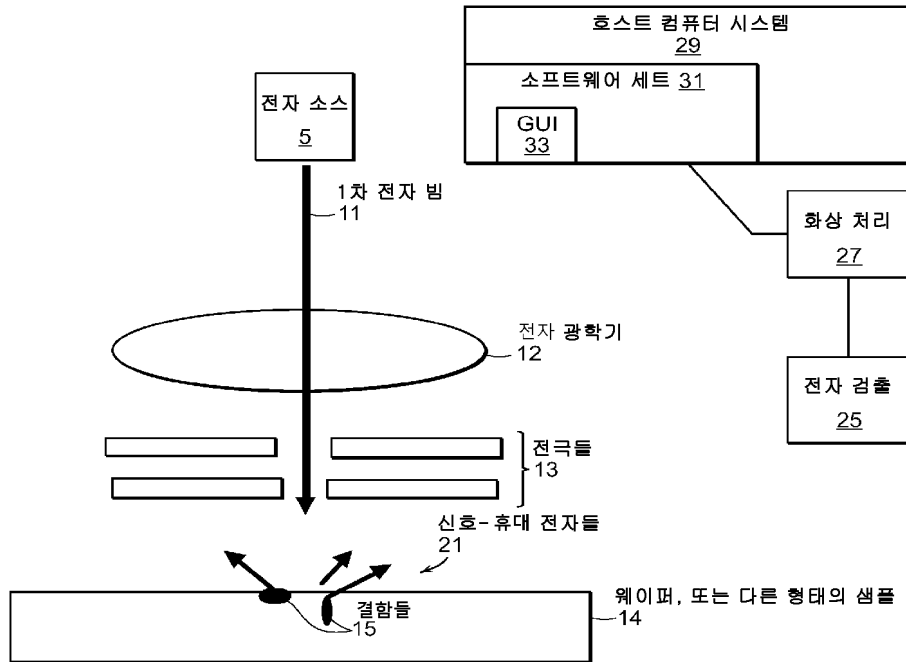 호스트 컴퓨터 시스템
29
소프트웨어 세트 31
GUI
33
전자 소스
5
1차 전자 빔
11
화상 처리
27
전자 광학기
12
전자 검출
25
전극들
13
신호-휴대 전자들
21
결함들
15
웨이퍼, 또는 다른 형태의 샘플
14